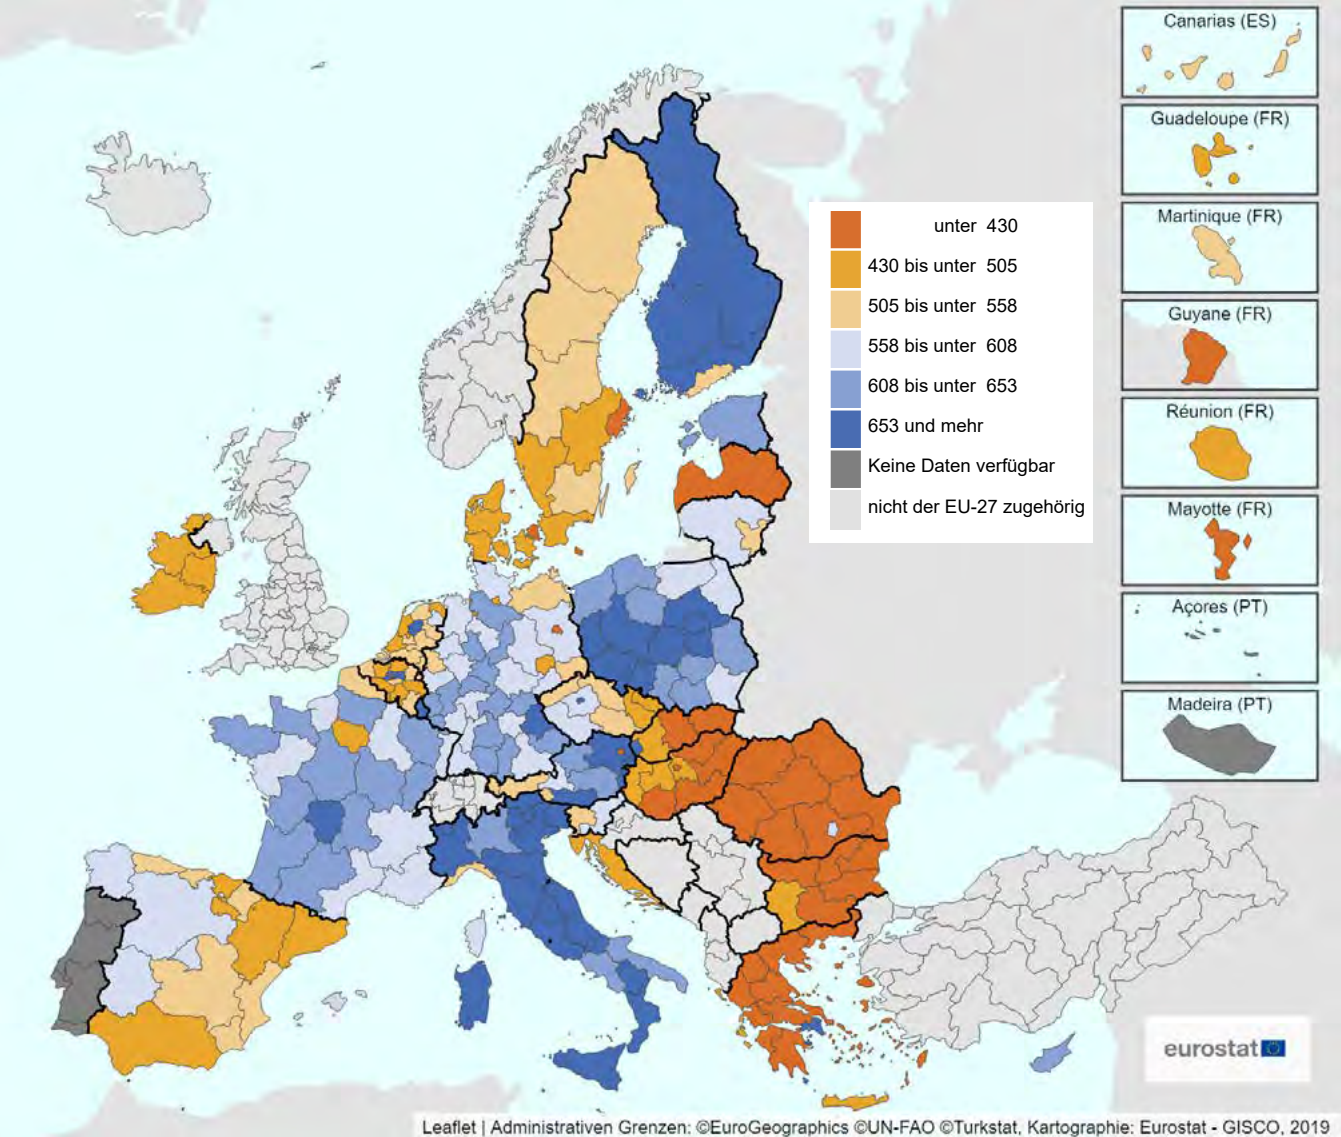 Canarias (ES)
Guadeloupe (FR)
Martinique (FR)
Guyane (FR)
Réunion (FR)
Mayotte (FR)
Açores (PT)
Madeira (PT)
unter 430
430 bis unter 505
505 bis unter 558
558 bis unter 608
608 bis unter 653
653 und mehr
Keine Daten verfügbar
nicht der EU-27 zugehörig
eurostat
Leaflet | Administrativen Grenzen: ©EuroGeographics ©UN-FAO ©Turkstat, Kartographie: Eurostat - GISCO, 2019